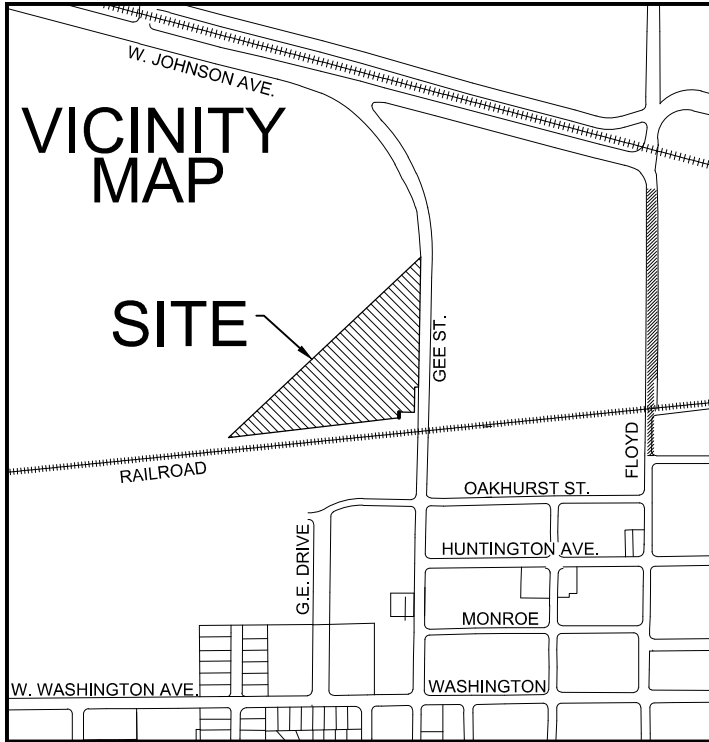 W. JOHNSON AVE.
VICINITY
MAP
SITE
GEE ST.
FLOYD
RAILROAD
OAKHURST ST.
HUNTINGTON AVE.
G.E. DRIVE
MONROE
W. WASHINGTON AVE.
WASHINGTON